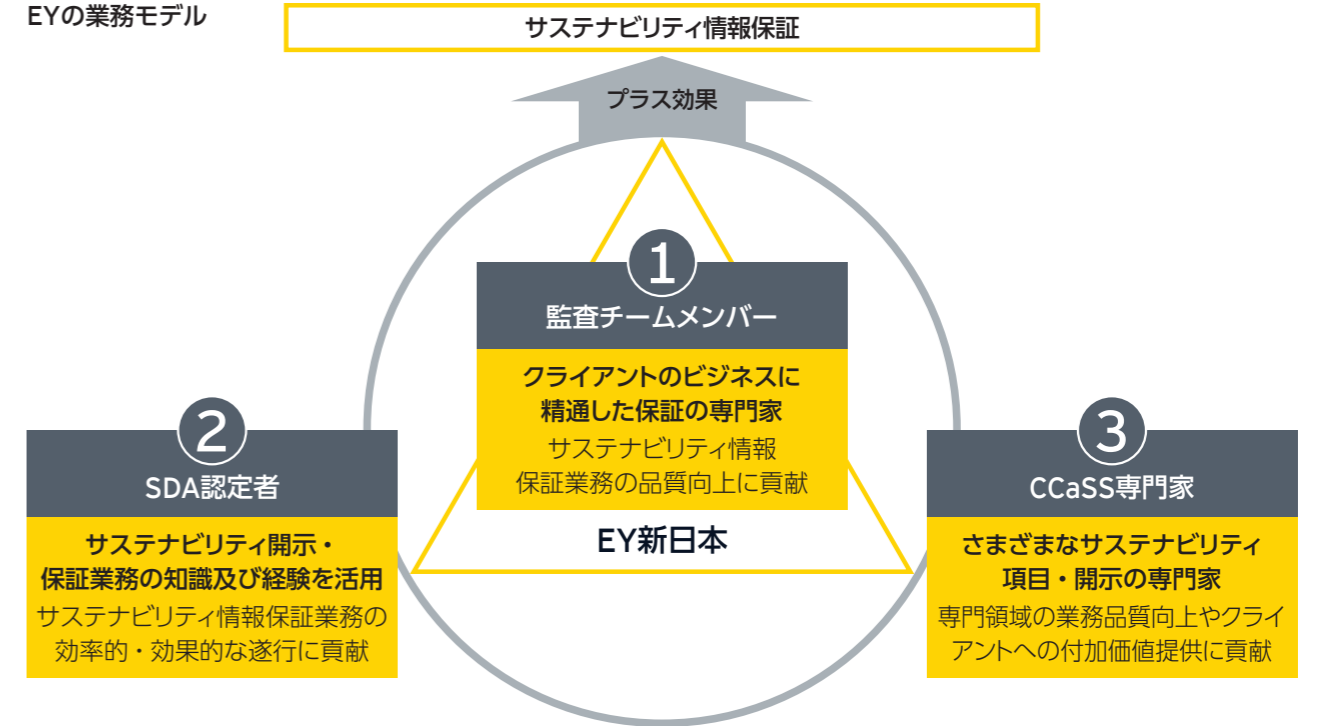 EYの業務モデル
サステナビリティ情報保証
プラス効果
1
監査チームメンバー
クライアントのビジネスに
精通した保証の専門家
サステナビリティ情報
保証業務の品質向上に貢献
EY新日本
2
SDA認定者
サステナビリティ開示・
保証業務の知識及び経験を活用
サステナビリティ情報保証業務の
効率的・効果的な遂行に貢献
3
CCaSS専門家
さまざまなサステナビリティ
項目・開示の専門家
専門領域の業務品質向上やクライ
アントへの付加価値提供に貢献